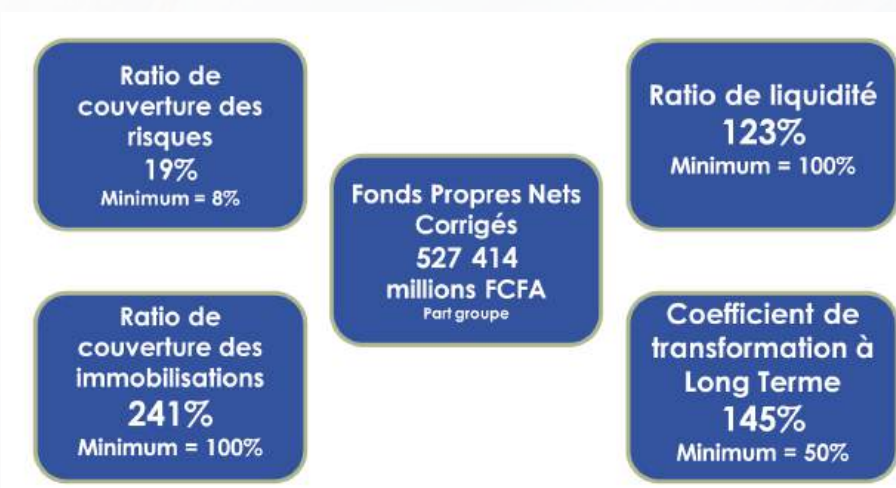 Ratio de
couverture des
risques
19%
Minimum = 8%
Ratio de liquidité
123%
Minimum = 100%
Fonds Propres Nets
Corrigés
527 414
millions FCFA
Part groupe
Ratio de
couverture des
immobilisations
241%
Minimum = 100%
Coefficient de
transformation à
Long Terme
145%
Minimum = 50%